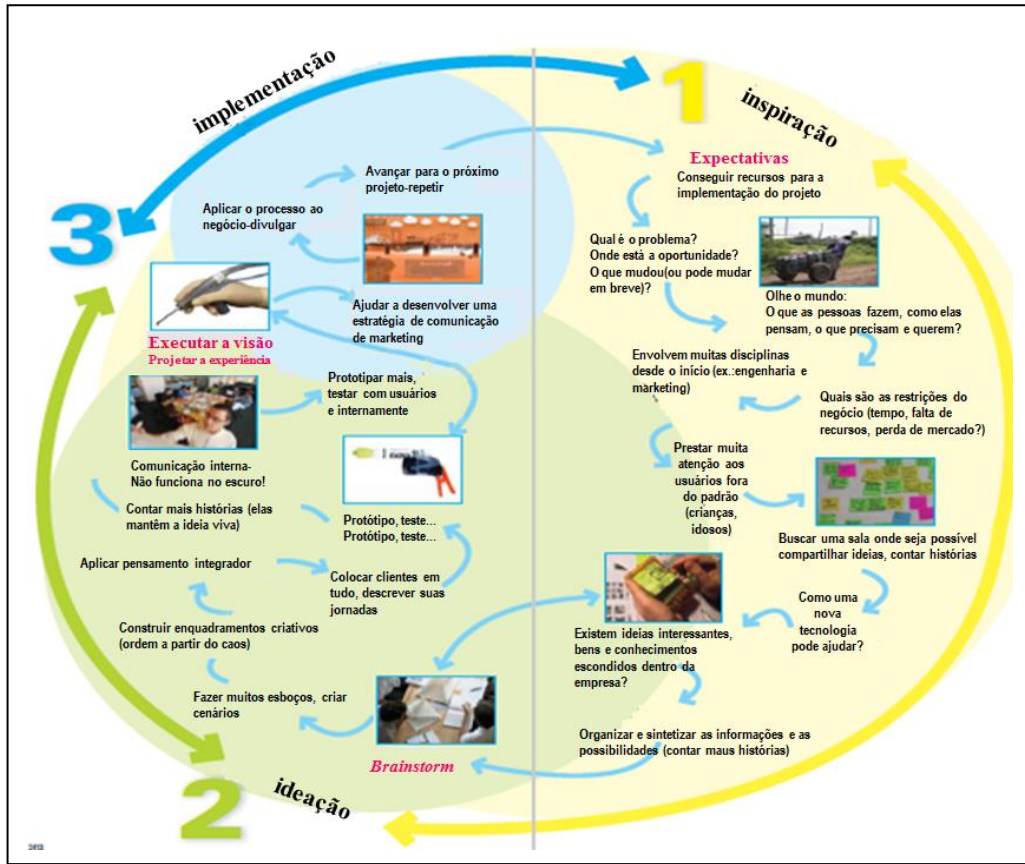 1
inspiração
Expectativas
Conseguir recursos para a
implementação do projeto
Qual é o problema?
Onde está a oportunidade?
O que mudou(ou pode mudar
em breve)?
Olhe o mundo:
O que as pessoas fazem, como elas
pensam, o que precisam e querem?
Envolvem muitas disciplinas
desde o início (ex.:engenharia e
marketing)
Quais são as restrições do
negócio (tempo, falta de
recursos, perda de mercado?)
Prestar muita
atenção aos
usuários fora
do padrão
(crianças,
idosos)
Buscar uma sala onde seja possível
compartilhar ideias, contar histórias
Como uma
nova
tecnologia
pode ajudar?
Existem ideias interessantes,
bens e conhecimentos
escondidos dentro da
empresa?
Organizar e sintetizar as informações e as
possibilidades (contar maus histórias)
2
ideação
Brainstorm
Fazer muitos esboços, criar
cenários
Construir enquadramentos criativos
(ordem a partir do caos)
Aplicar pensamento integrador
Colocar clientes em
tudo, descrever suas
jornadas
Protótipo, teste...
Protótipo, teste...
Contar mais histórias (elas
mantêm a ideia viva)
Comunicação interna-
Não funciona no escuro!
Prototipar mais,
testar com usuários
e internamente
3
implementação
Executar a visão
Projetar a experiência
Ajudar a desenvolver uma
estratégia de comunicação
de marketing
Aplicar o processo ao
negócio-divulgar
Avançar para o próximo
projeto-repetir